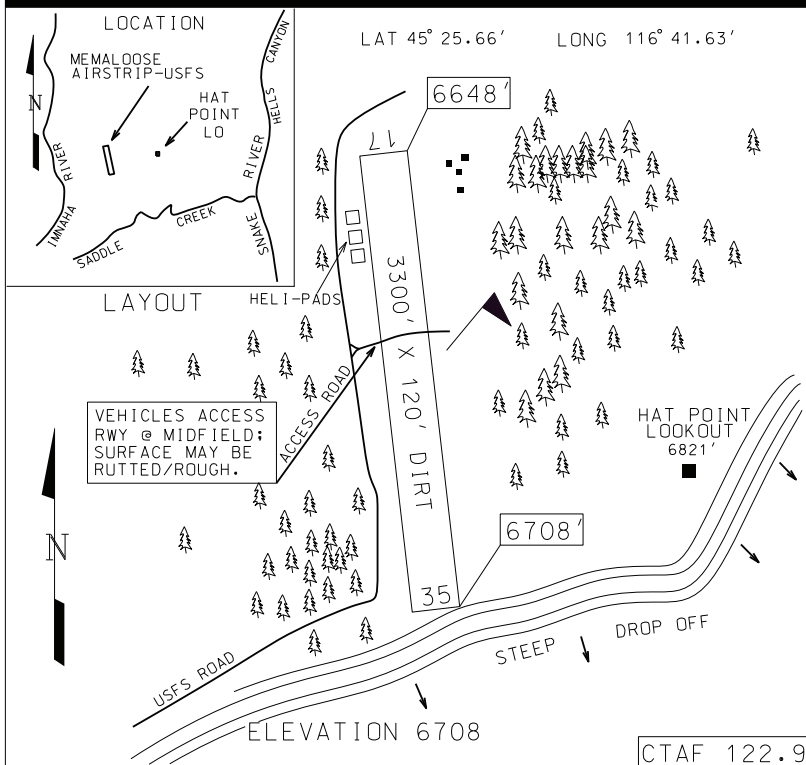 LOCATION
MEMALOOSE
AIRSTRIP-USFS
HAT
POINT
LO
N
IMNAHA RIVER
SADDLE CREEK
SNAKE RIVER
HELLS CANYON
LAT 45° 25.66' LONG 116° 41.63'
6648'
17
3300' X 120' DIRT
35
6708'
LAYOUT
HELI-PADS
ACCESS ROAD
VEHICLES ACCESS
RWY @ MIDFIELD;
SURFACE MAY BE
RUTTED/ROUGH.
HAT POINT
LOOKOUT
6821'
N
USFS ROAD
STEEP DROP OFF
ELEVATION 6708
CTAF 122.9